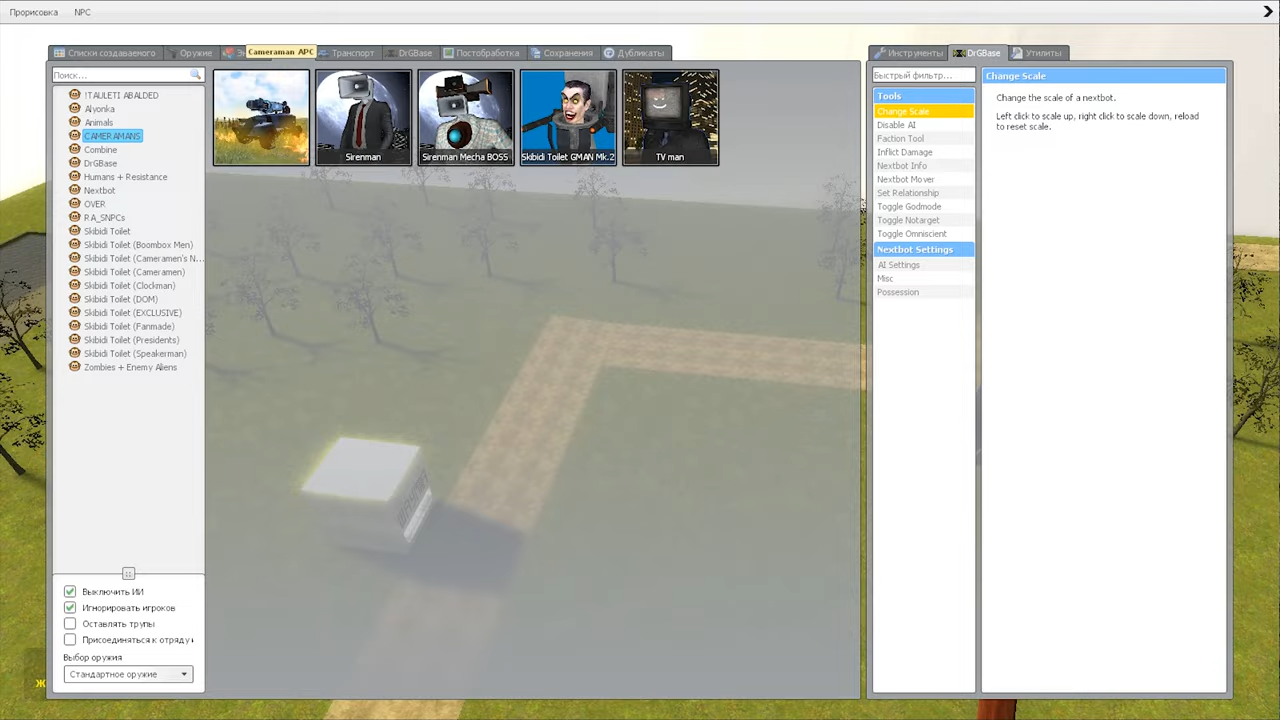 Прорисовка NPC
Списки создаваемого
Оружие
Cameraman APC
Транспорт
DrGBase
Постобработка
Сохранения
Дубликаты
Поиск...
!TAULETI ABALDED
Alyonka
Animals
CAMERAMANS
Combine
DrGBase
Humans + Resistance
Nextbot
OVER
RA_SNPCs
Skibidi Toilet
Skibidi Toilet (Boombox Men)
Skibidi Toilet (Cameramen's N...
Skibidi Toilet (Cameramen)
Skibidi Toilet (Clockman)
Skibidi Toilet (DOM)
Skibidi Toilet (EXCLUSIVE)
Skibidi Toilet (Fanmade)
Skibidi Toilet (Presidents)
Skibidi Toilet (Speakerman)
Zombies + Enemy Aliens
Выключить ИИ
Игнорировать игроков
Оставлять трупы
Присоединяться к отряду
Выбор оружия
Стандартное оружие
Sirenman
Sirenman Mecha BOSS
Skibidi Toilet GMAN Mk.2
TV man
Инструменты
DrGBase
Утилиты
Быстрый фильтр...
Tools
Change Scale
Disable AI
Faction Tool
Inflict Damage
Nextbot Info
Nextbot Mover
Set Relationship
Toggle Godmode
Toggle Notarget
Toggle Omniscient
Nextbot Settings
AI Settings
Misc
Possession
Change Scale
Change the scale of a nextbot.
Left click to scale up, right click to scale down, reload
to reset scale.